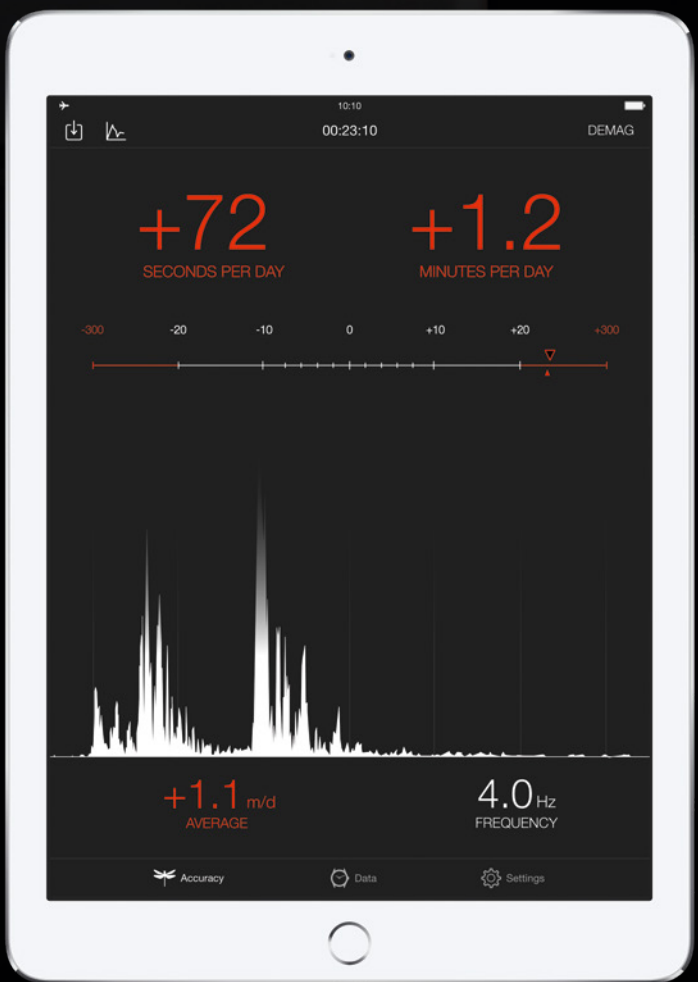 10:10
00:23:10 DEMAG
+72 +1.2
SECONDS PER DAY MINUTES PER DAY
-300 -20 -10 0 +10 +20 +300
+1.1 m/d 4.0 Hz
AVERAGE FREQUENCY
Accuracy Data Settings